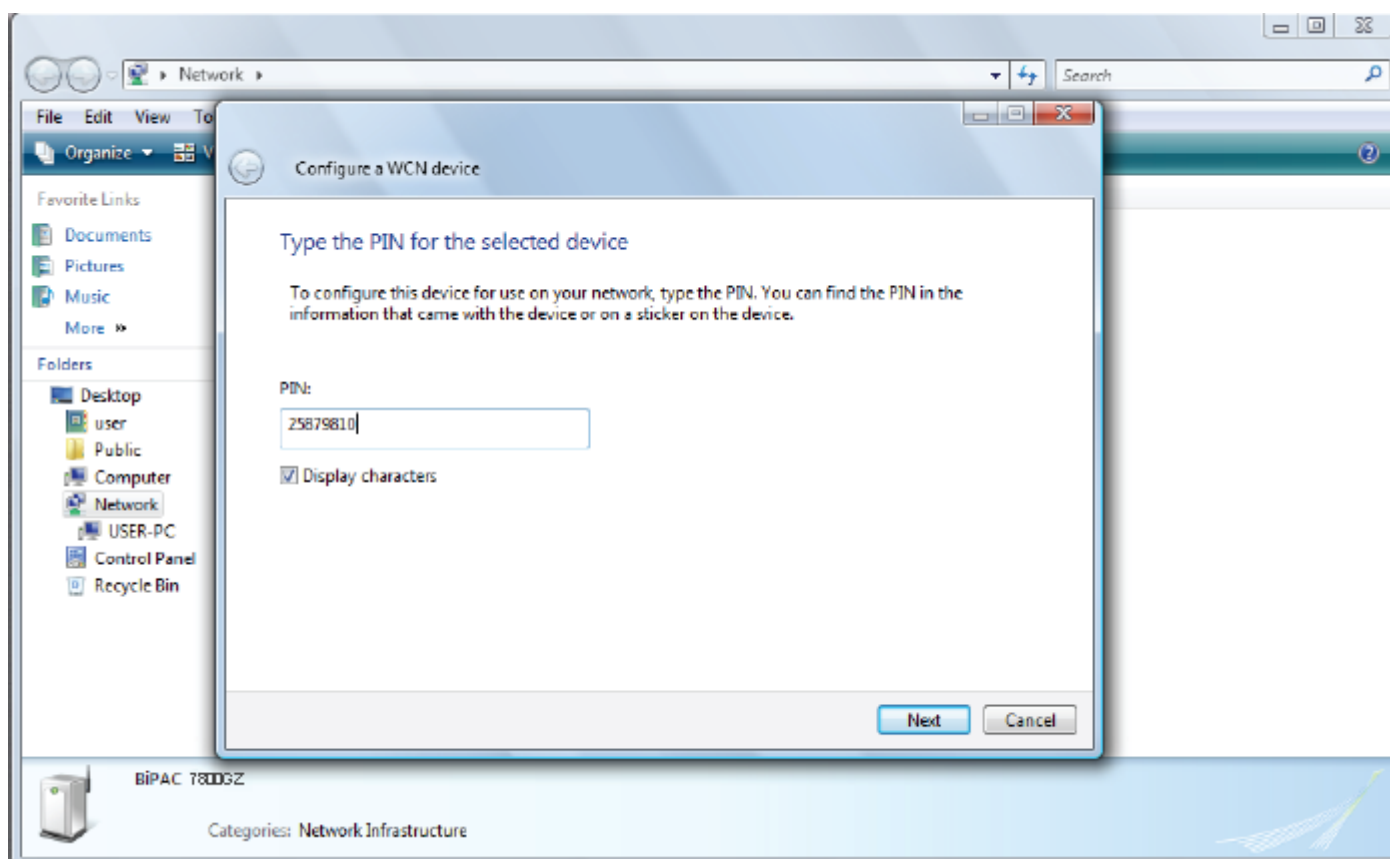 Network
Search
File Edit View To
Organize V
Configure a WCN device
Favorite Links
Documents
Pictures
Music
More »
Folders
Desktop
user
Public
Computer
Network
USER-PC
Control Panel
Recycle Bin
Type the PIN for the selected device
To configure this device for use on your network, type the PIN. You can find the PIN in the
information that came with the device or on a sticker on the device.
PIN:
25879810
Display characters
Next Cancel
BiPAC 7800GZ
Categories: Network Infrastructure